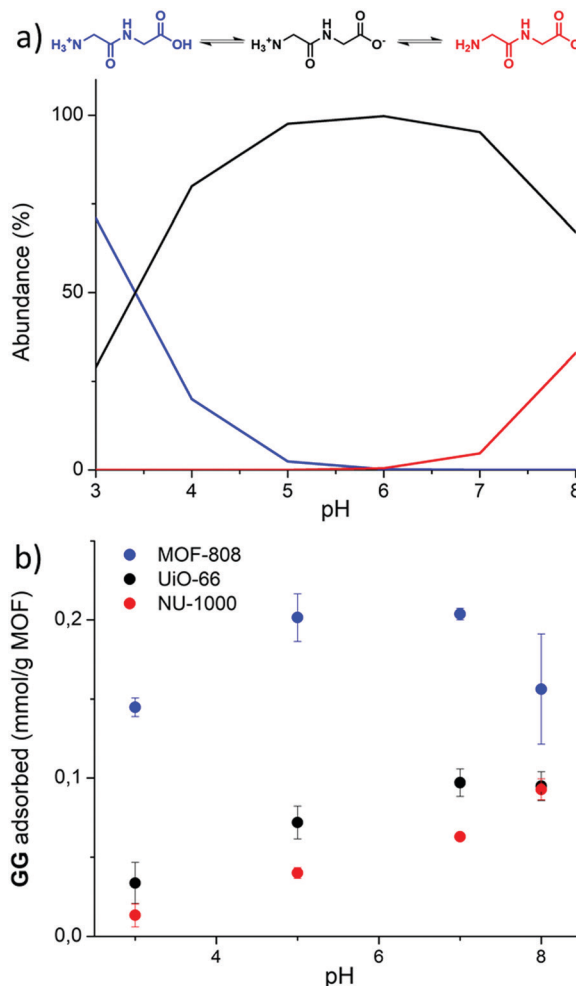 a)
H
N
O
OH
H₃⁺N
O
H
N
O
O⁻
H₃⁺N
O
H
N
O
O
H₂N
O
100
50
0
Abundance (%)
3 4 5 6 7 8
pH
b)
MOF-808
UiO-66
NU-1000
0,2
0,1
0,0
GG adsorbed (mmol/g MOF)
4 6 8
pH